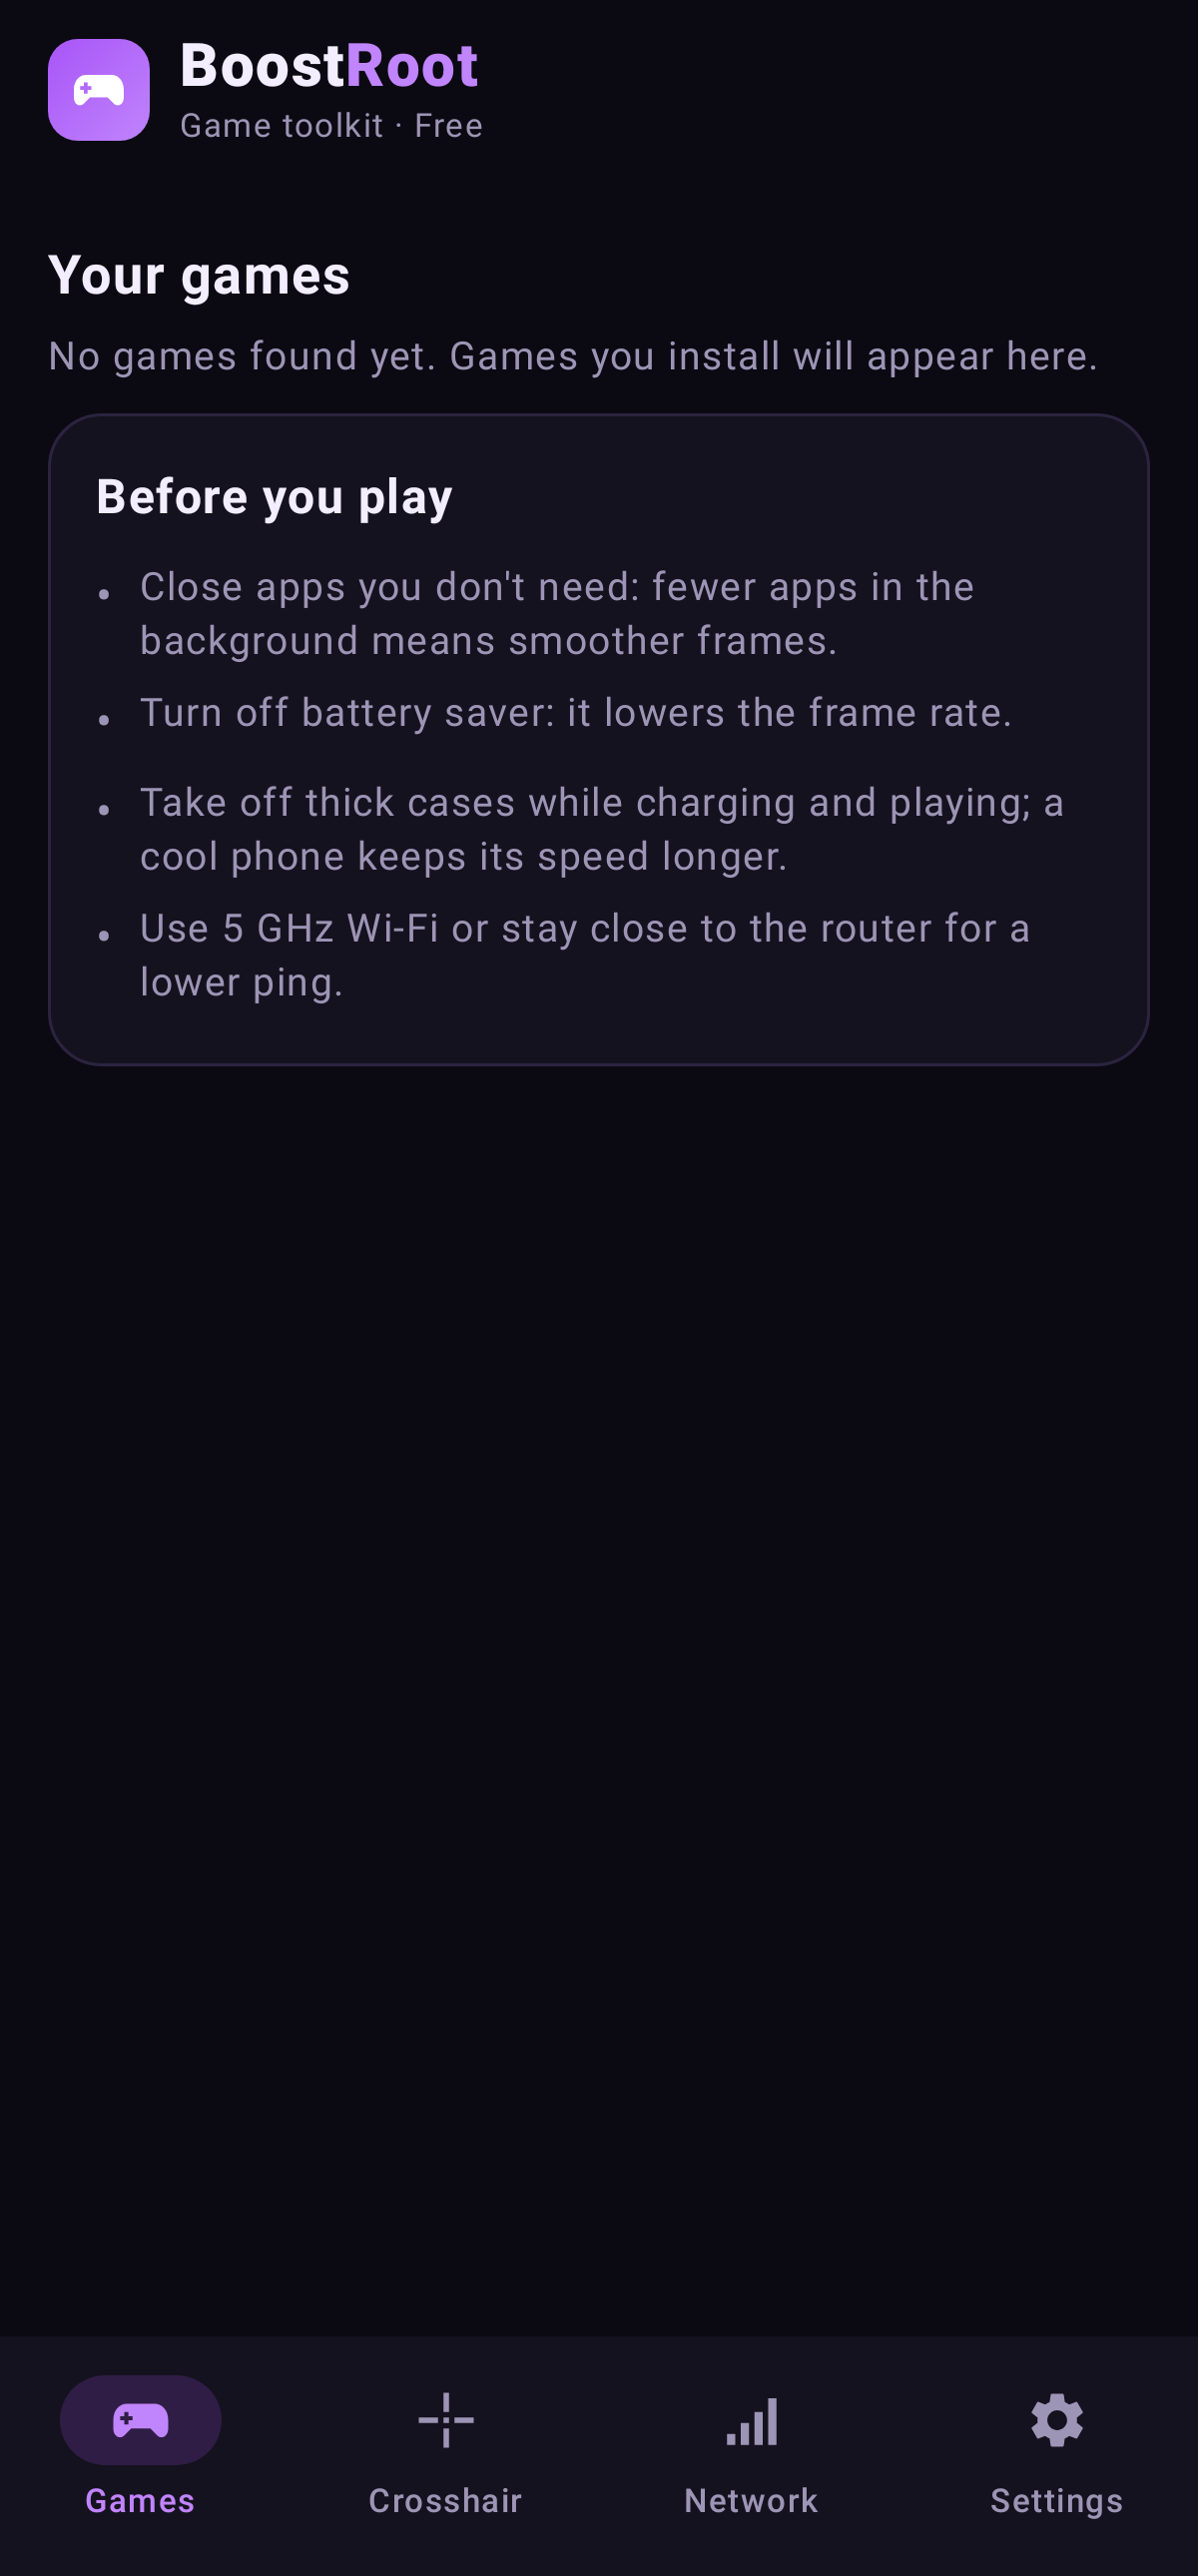 BoostRoot
Game toolkit · Free
Your games
No games found yet. Games you install will appear here.
Before you play
• Close apps you don't need: fewer apps in the
background means smoother frames.
• Turn off battery saver: it lowers the frame rate.
• Take off thick cases while charging and playing; a
cool phone keeps its speed longer.
• Use 5 GHz Wi-Fi or stay close to the router for a
lower ping.
Games
Crosshair
Network
Settings